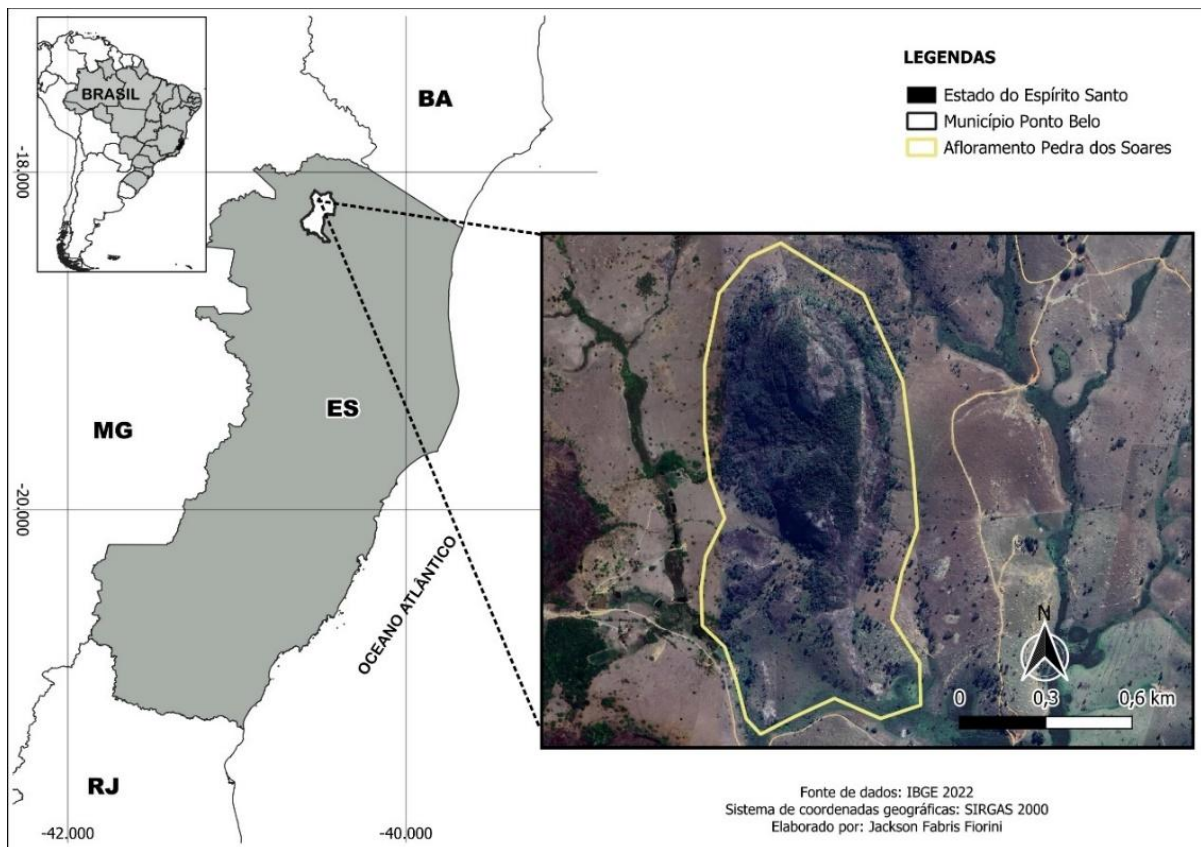 BRASIL
BA
ES
MG
RJ
OCEANO ATLÂNTICO
-18.000
-20.000
-42.000
-40.000
LEGENDAS
Estado do Espírito Santo
Município Ponto Belo
Afloramento Pedra dos Soares
N
0 0,3 0,6 km
Fonte de dados: IBGE 2022
Sistema de coordenadas geográficas: SIRGAS 2000
Elaborado por: Jackson Fabris Fiorini